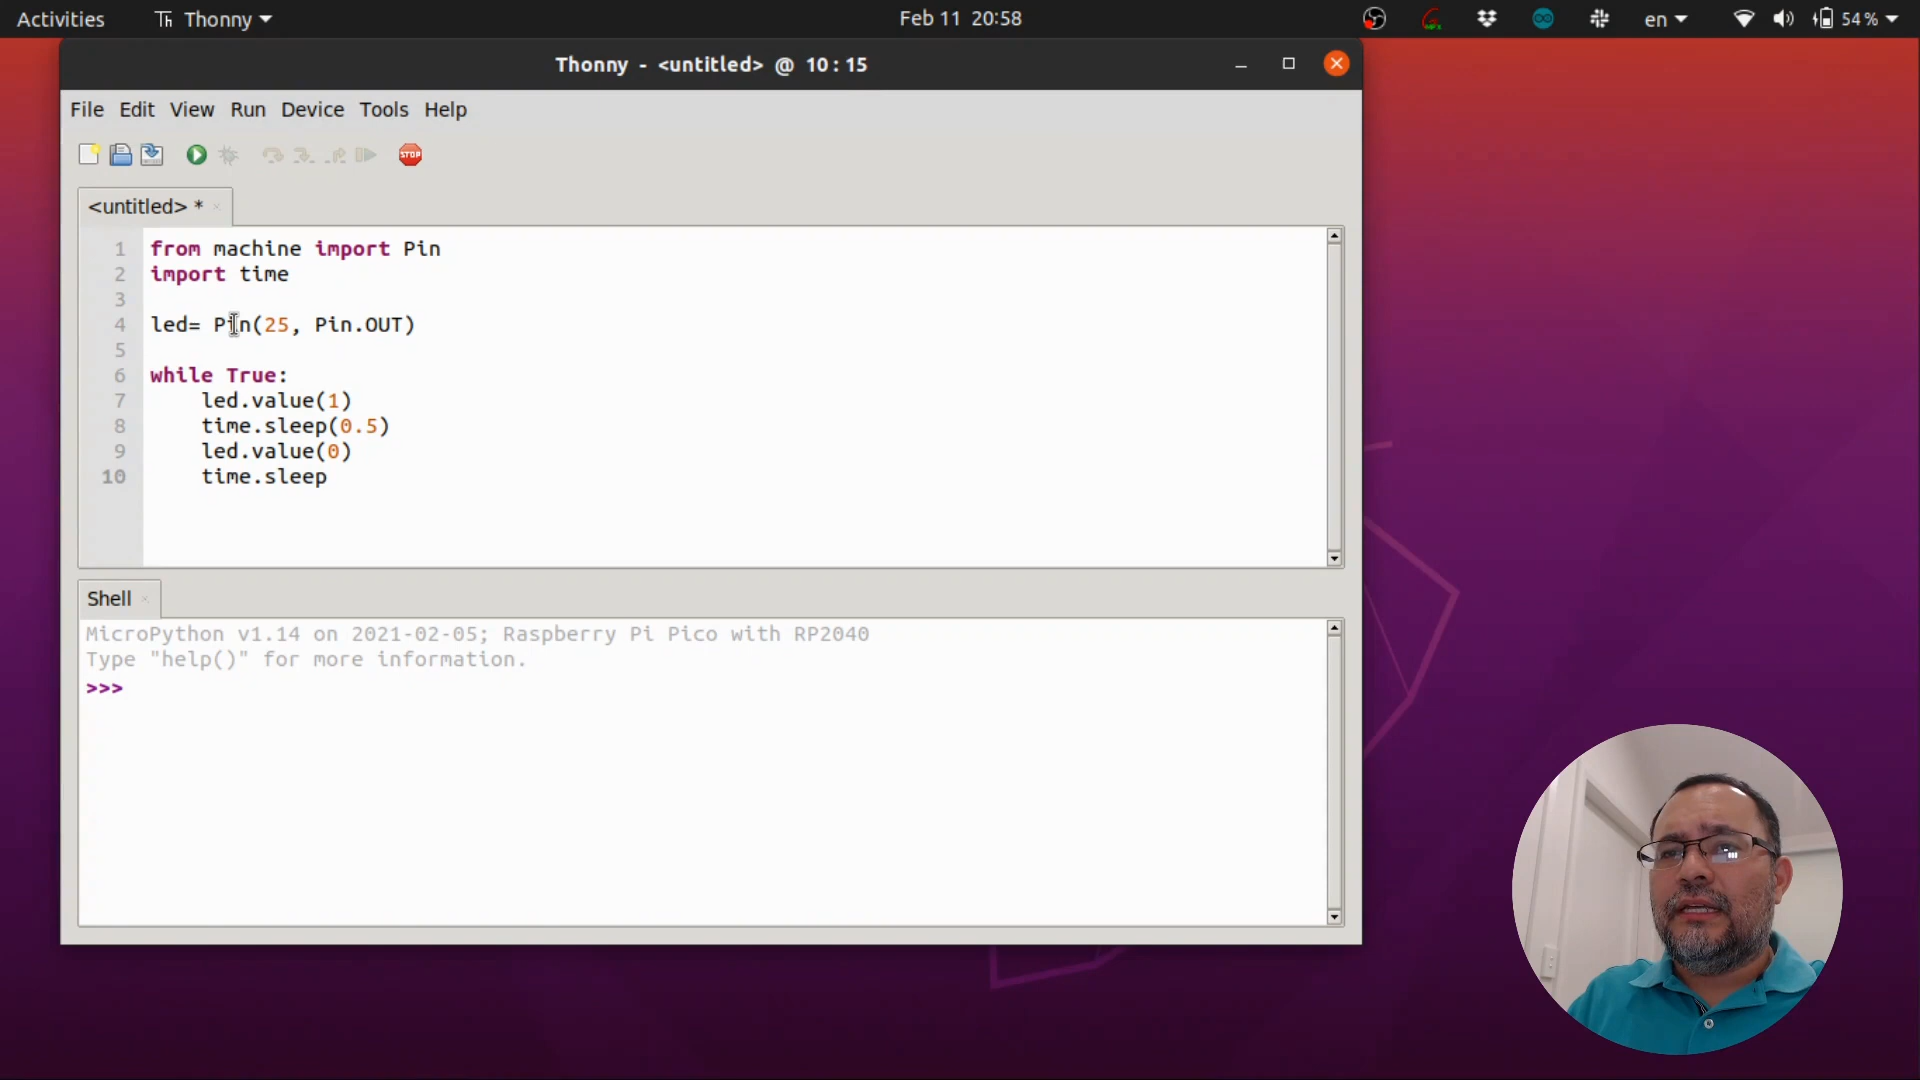 Activities Thonny Feb 11 20:58 en 54 %
Thonny - <untitled> @ 10:15
File Edit View Run Device Tools Help
STOP
<untitled> *
1 from machine import Pin
2 import time
3
4 led= Pin(25, Pin.OUT)
5
6 while True:
7 led.value(1)
8 time.sleep(0.5)
9 led.value(0)
10 time.sleep
Shell
MicroPython v1.14 on 2021-02-05; Raspberry Pi Pico with RP2040
Type "help()" for more information.
>>>